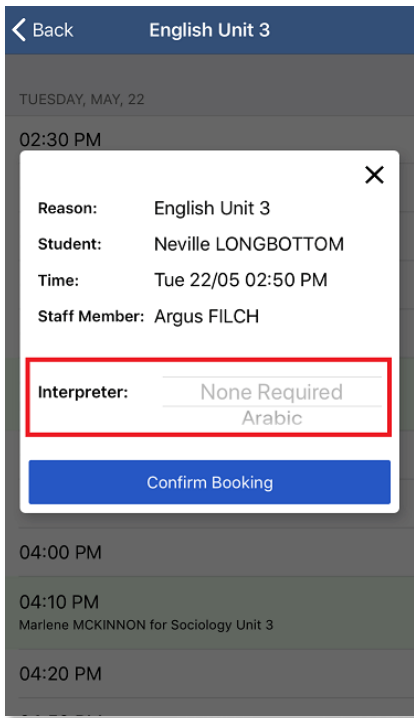 Back English Unit 3
TUESDAY, MAY, 22
02:30 PM
Reason: English Unit 3
Student: Neville LONGBOTTOM
Time: Tue 22/05 02:50 PM
Staff Member: Argus FILCH
Interpreter: None Required
Arabic
Confirm Booking
04:00 PM
04:10 PM
Marlene MCKINNON for Sociology Unit 3
04:20 PM